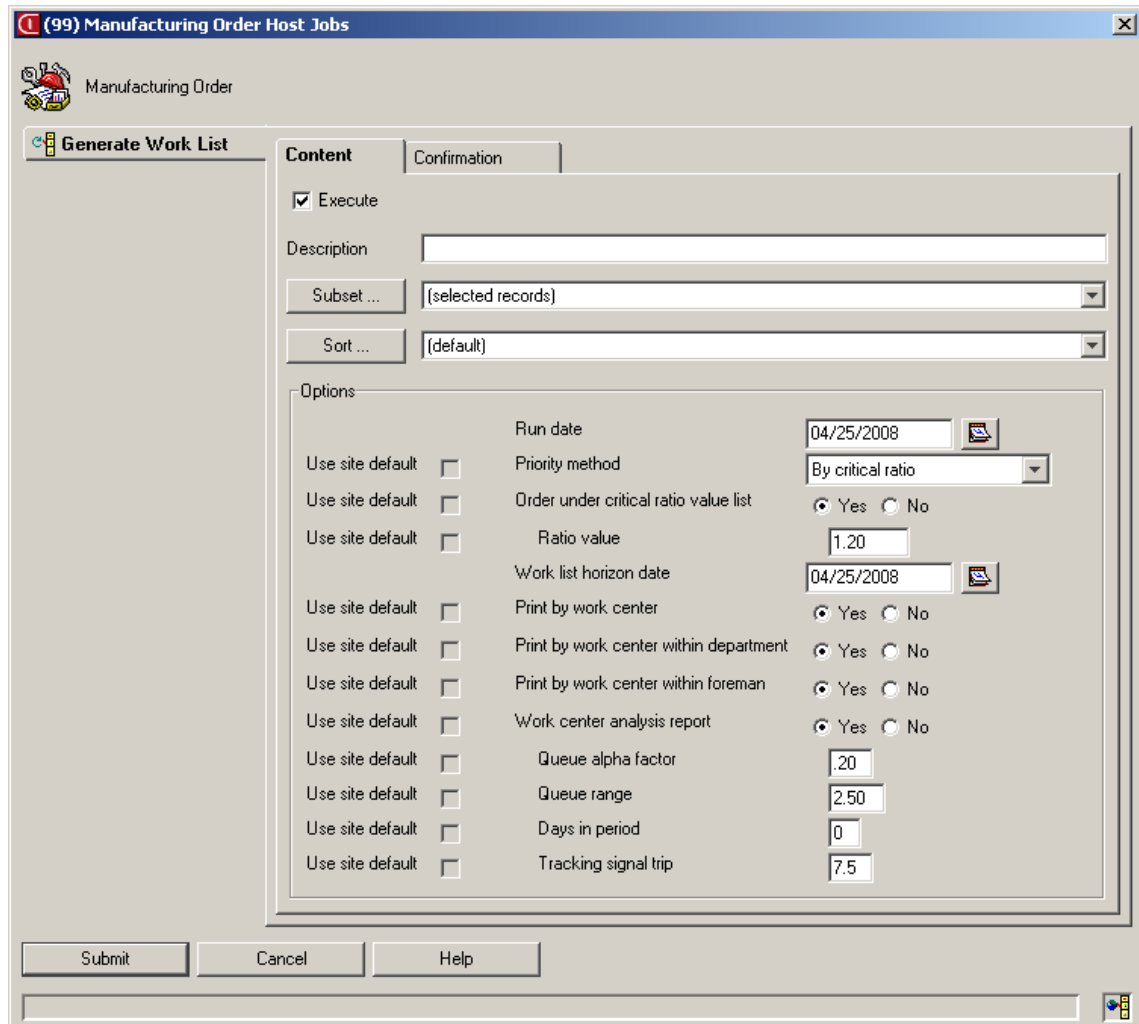 (99) Manufacturing Order Host Jobs
Manufacturing Order
Generate Work List
Content Confirmation
Execute
Description
Subset ... (selected records)
Sort ... (default)
Options
Run date 04/25/2008
Use site default Priority method By critical ratio
Use site default Order under critical ratio value list Yes No
Use site default Ratio value 1.20
Work list horizon date 04/25/2008
Use site default Print by work center Yes No
Use site default Print by work center within department Yes No
Use site default Print by work center within foreman Yes No
Use site default Work center analysis report Yes No
Use site default Queue alpha factor .20
Use site default Queue range 2.50
Use site default Days in period 0
Use site default Tracking signal trip 7.5
Submit Cancel Help